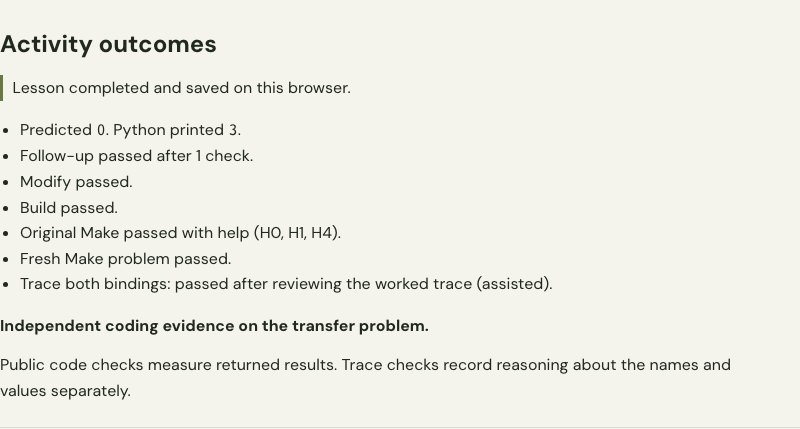 Activity outcomes
Lesson completed and saved on this browser.
• Predicted 0. Python printed 3.
• Follow-up passed after 1 check.
• Modify passed.
• Build passed.
• Original Make passed with help (H0, H1, H4).
• Fresh Make problem passed.
• Trace both bindings: passed after reviewing the worked trace (assisted).
Independent coding evidence on the transfer problem.
Public code checks measure returned results. Trace checks record reasoning about the names and
values separately.